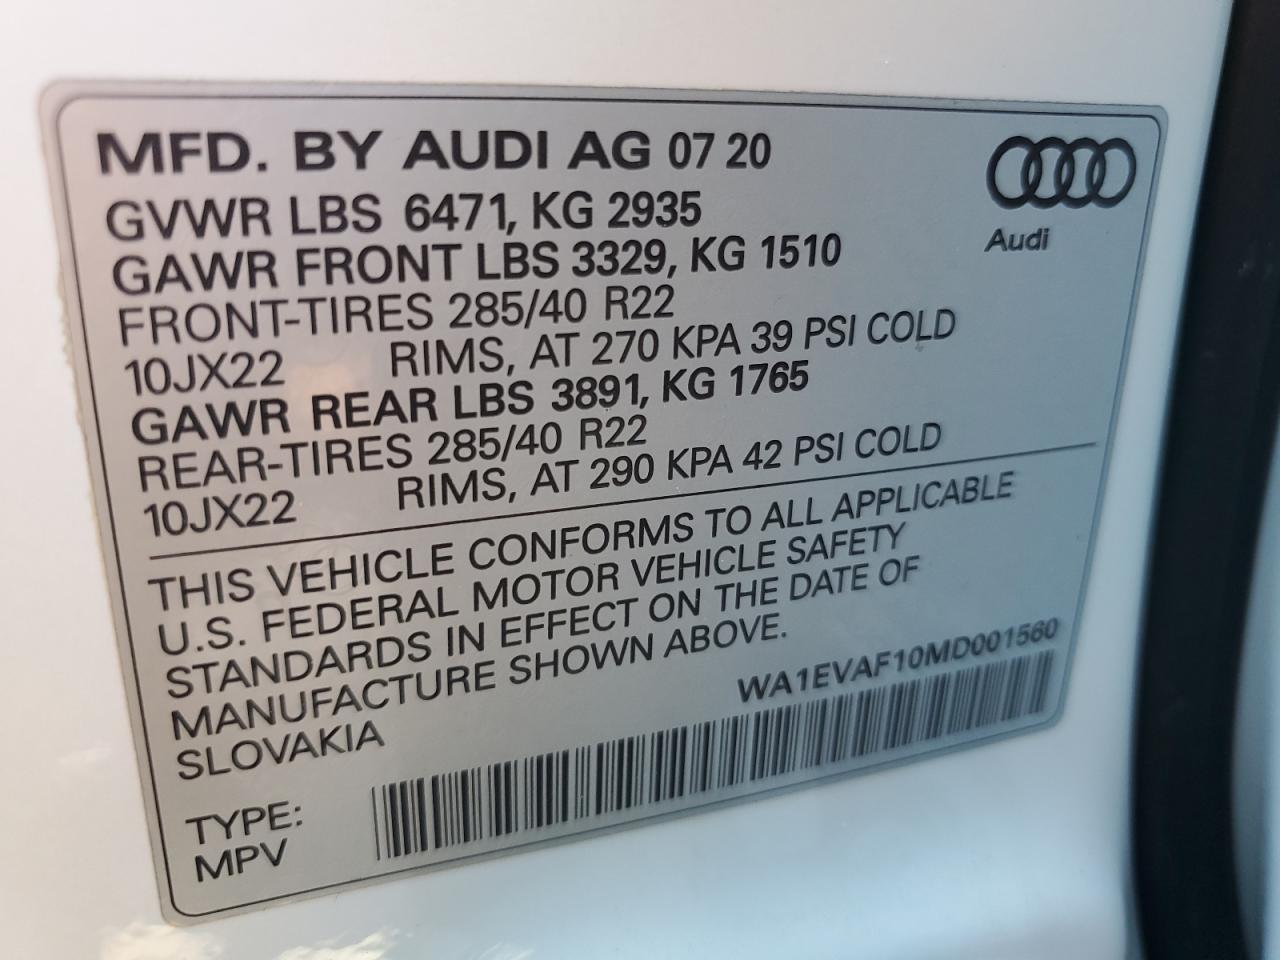 MFD. BY AUDI AG 07 20
GVWR LBS 6471, KG 2935
GAWR FRONT LBS 3329, KG 1510
FRONT-TIRES 285/40 R22
10JX22 RIMS, AT 270 KPA 39 PSI COLD
GAWR REAR LBS 3891, KG 1765
REAR-TIRES 285/40 R22
10JX22 RIMS, AT 290 KPA 42 PSI COLD
Audi
THIS VEHICLE CONFORMS TO ALL APPLICABLE
U.S. FEDERAL MOTOR VEHICLE SAFETY
STANDARDS IN EFFECT ON THE DATE OF
MANUFACTURE SHOWN ABOVE.
SLOVAKIA
WA1EVAF10MD001560
TYPE:
MPV